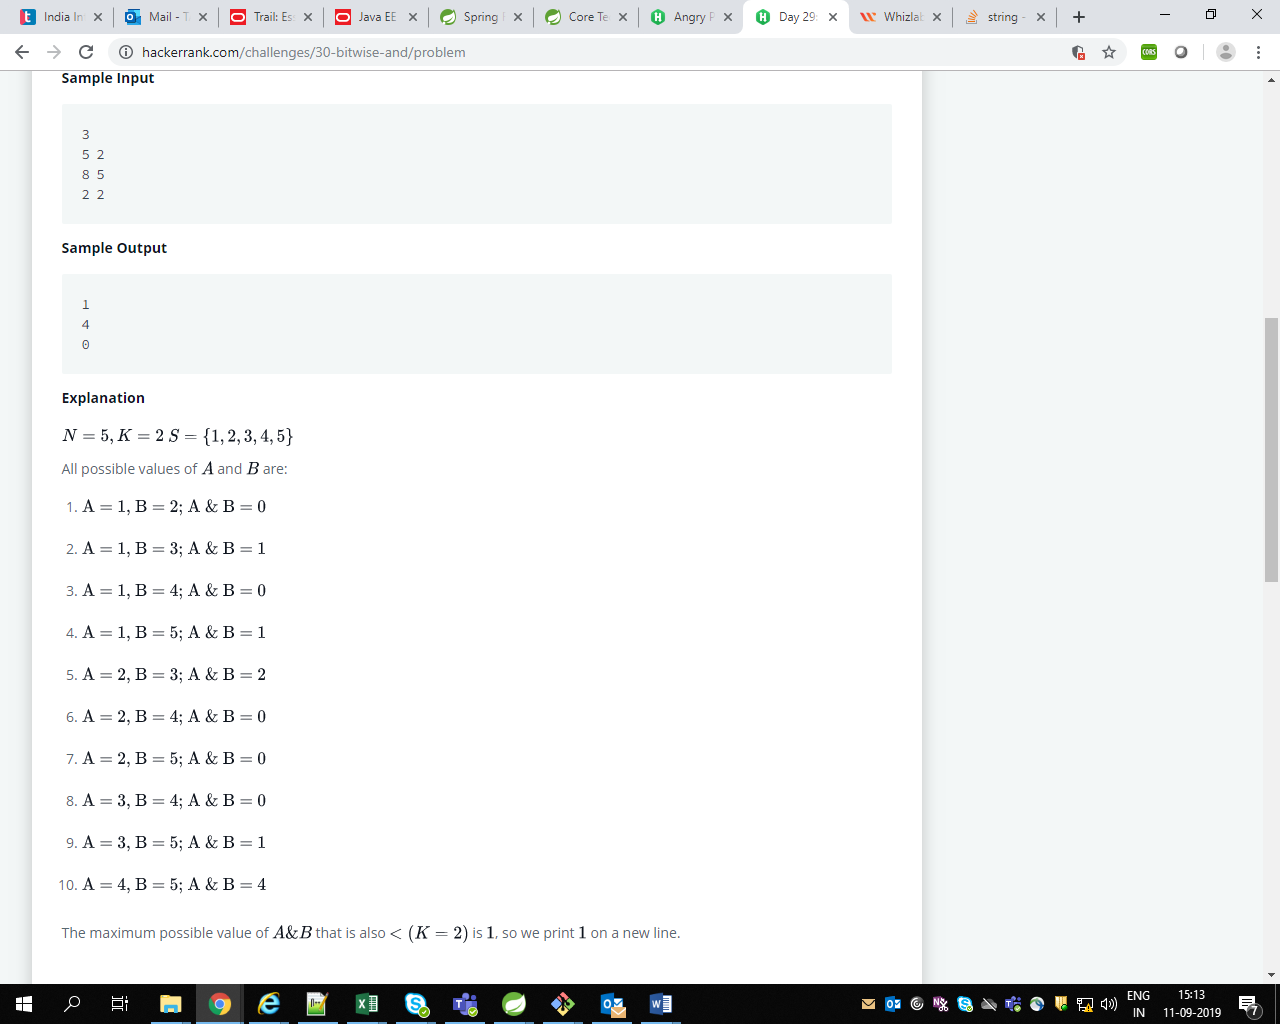 India In
Mail - T
Trail: Es
Java EE
Spring
Core Te
Angry P
Day 29:
Whizlab
string -
hackerrank.com/challenges/30-bitwise-and/problem
CORS
Sample Input
3
5 2
8 5
2 2
Sample Output
1
4
0
Explanation
N = 5, K = 2 S = {1, 2, 3, 4, 5}
All possible values of A and B are:
1. A = 1, B = 2; A & B = 0
2. A = 1, B = 3; A & B = 1
3. A = 1, B = 4; A & B = 0
4. A = 1, B = 5; A & B = 1
5. A = 2, B = 3; A & B = 2
6. A = 2, B = 4; A & B = 0
7. A = 2, B = 5; A & B = 0
8. A = 3, B = 4; A & B = 0
9. A = 3, B = 5; A & B = 1
10. A = 4, B = 5; A & B = 4
The maximum possible value of A&B that is also < (K = 2) is 1, so we print 1 on a new line.
ENG
IN
15:13
11-09-2019
7